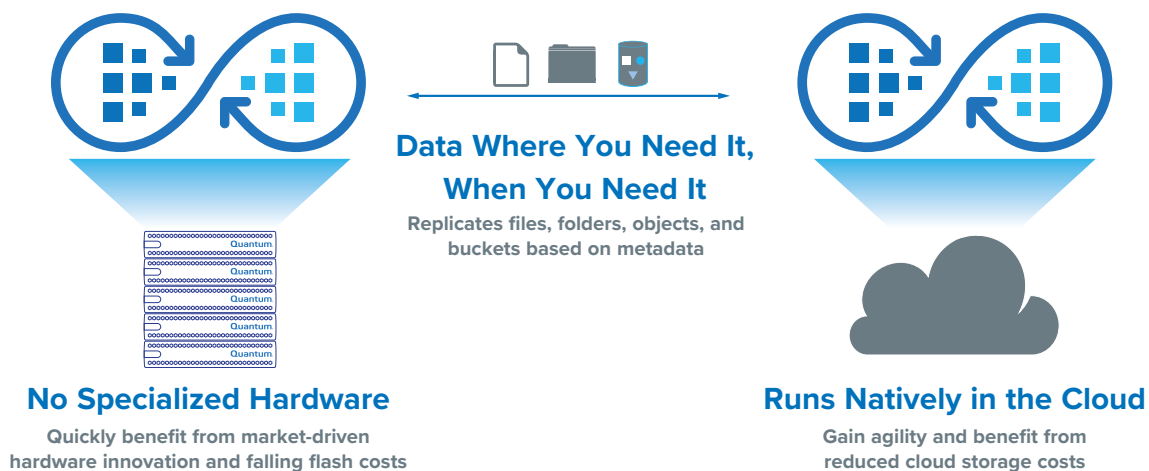 Data Where You Need It,
When You Need It
Replicates files, folders, objects, and
buckets based on metadata
Quantum
Quantum
Quantum
Quantum
Quantum
No Specialized Hardware
Quickly benefit from market-driven
hardware innovation and falling flash costs
Runs Natively in the Cloud
Gain agility and benefit from
reduced cloud storage costs